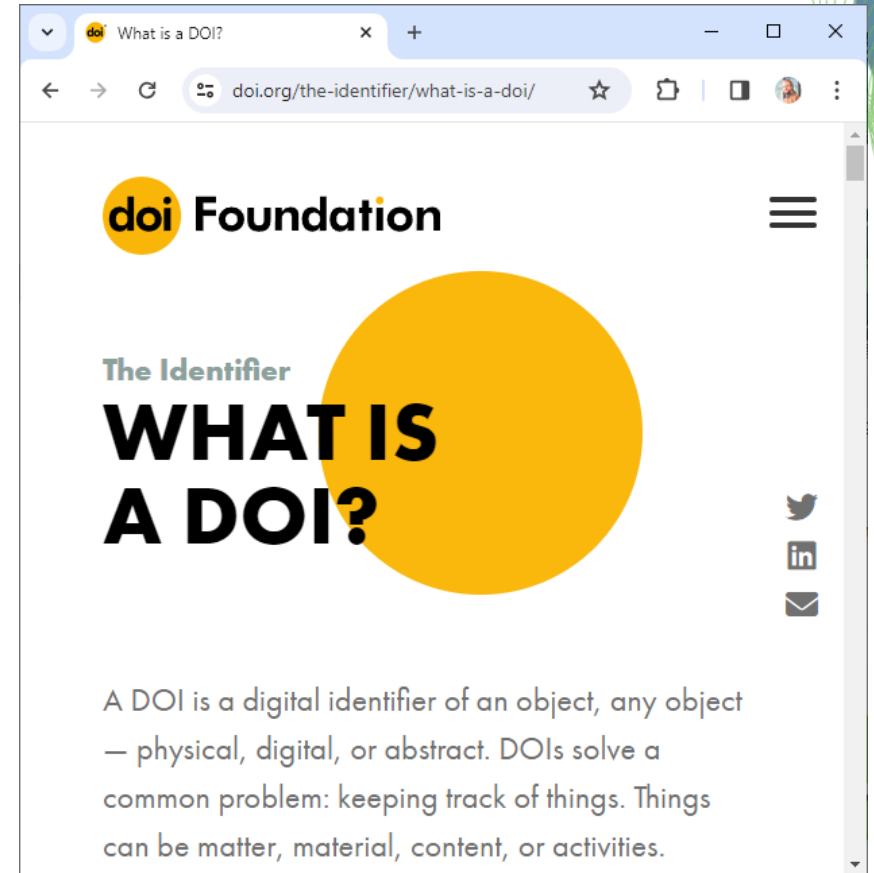 doi What is a DOI?
doi.org/the-identifier/what-is-a-doi/
doi Foundation
The Identifier
WHAT IS
A DOI?
in
A DOI is a digital identifier of an object, any object
— physical, digital, or abstract. DOIs solve a
common problem: keeping track of things. Things
can be matter, material, content, or activities.